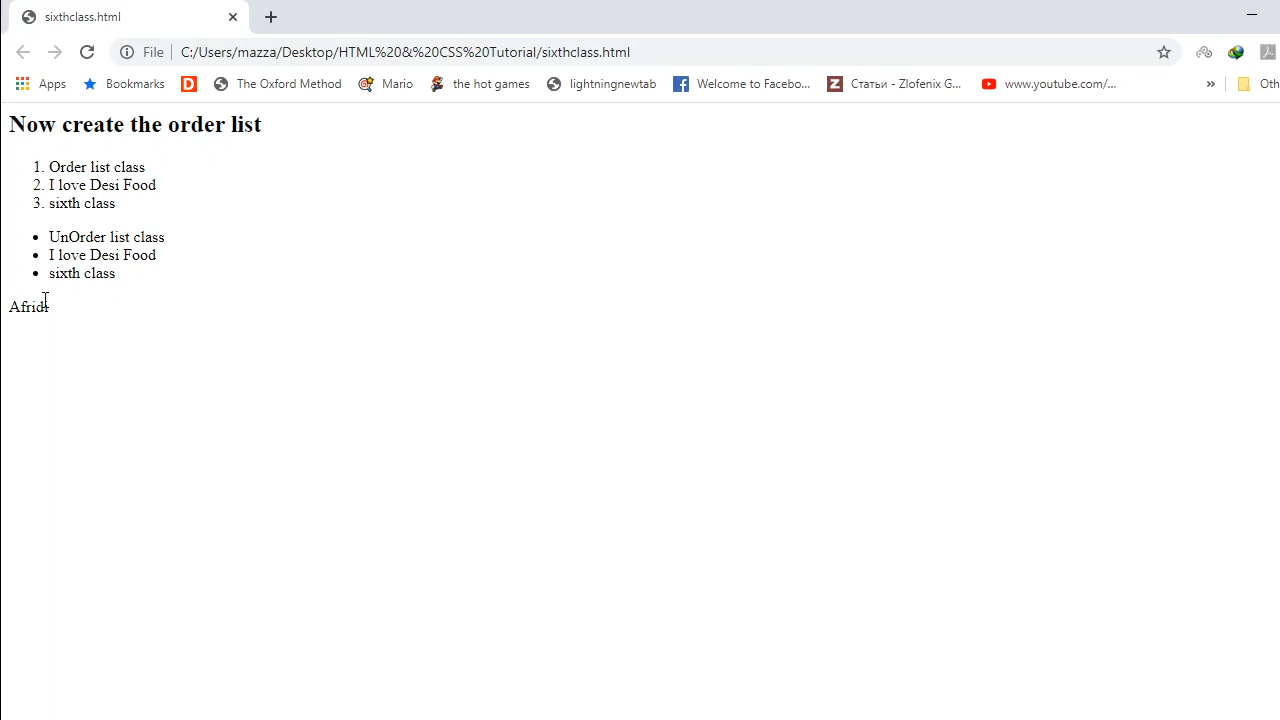 sixthclass.html
File C:/Users/mazza/Desktop/HTML%20&%20CSS%20Tutorial/sixthclass.html
Apps Bookmarks D The Oxford Method Mario the hot games lightningnewtab Welcome to Facebo... Z Статьи - Zlofenix G... www.youtube.com/... » Oth
Now create the order list
1. Order list class
2. I love Desi Food
3. sixth class
• UnOrder list class
• I love Desi Food
• sixth class
Afridi